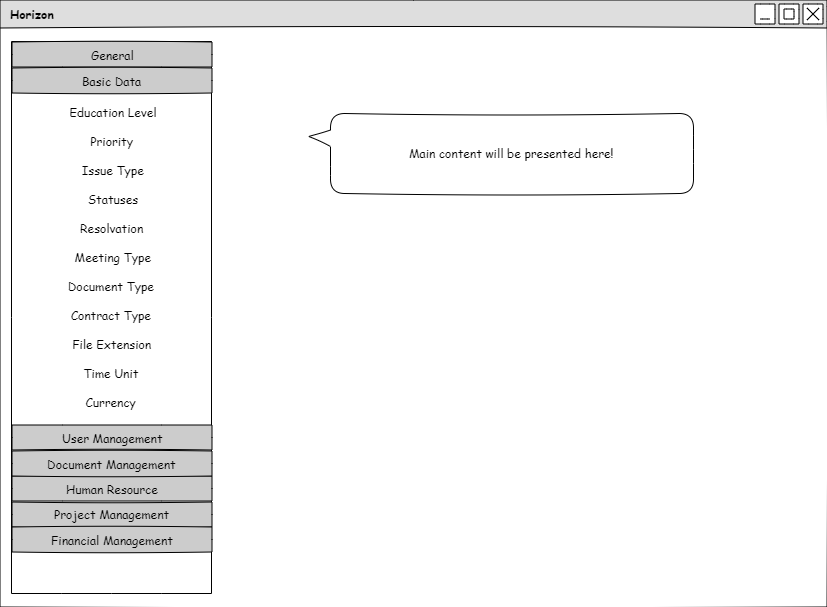 Horizon
General
Basic Data
Education Level
Priority
Issue Type
Statuses
Resolvation
Meeting Type
Document Type
Contract Type
File Extension
Time Unit
Currency
User Management
Document Management
Human Resource
Project Management
Financial Management
Main content will be presented here!